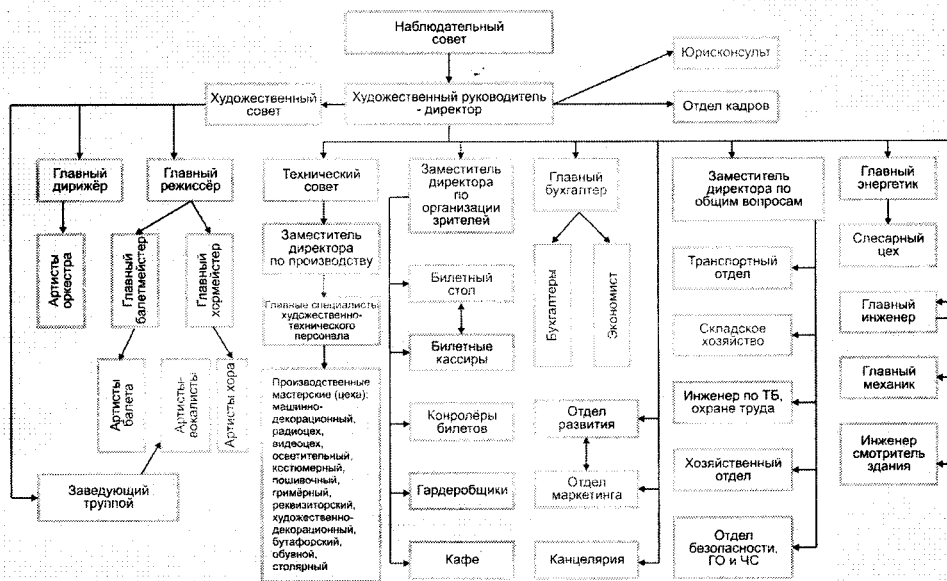 Наблюдательный
совет
Юрисконсульт
Художественный
совет
Художественный руководитель
- директор
Отдел кадров
Главный
дирижёр
Главный
режиссёр
Технический
совет
Заместитель
директора
по
организации
зрителей
Главный
бухгалтер
Заместитель
директора по
общим вопросам
Главный
энергетик
Артисты
оркестра
Главный
балетмейстер
Главный
хормейстер
Заместитель
директора
по производству
Билетный
стол
Бухгалтеры
Экономист
Транспортный
отдел
Слесарный
цех
Главные специалисты
художественно-
технического
персонала
Билетные
кассиры
Складское
хозяйство
Главный
инженер
Артисты
балета
Артисты-
вокалисты
Артисты хора
Производственные
мастерские (цеха):
машинно-
декорационный,
радиоцех,
видеоцех,
осветительный,
костюмерный,
пошивочный,
гримёрный,
реквизиторский,
художественно-
декорационный,
бутафорский,
обувной,
столярный
Конролёры
билетов
Отдел
развития
Инженер по ТБ,
охране труда
Главный
механик
Заведующий
труппой
Гардеробщики
Отдел
маркетинга
Хозяйственный
отдел
Инженер
смотритель
здания
Кафе
Канцелярия
Отдел
безопасности,
ГО и ЧС